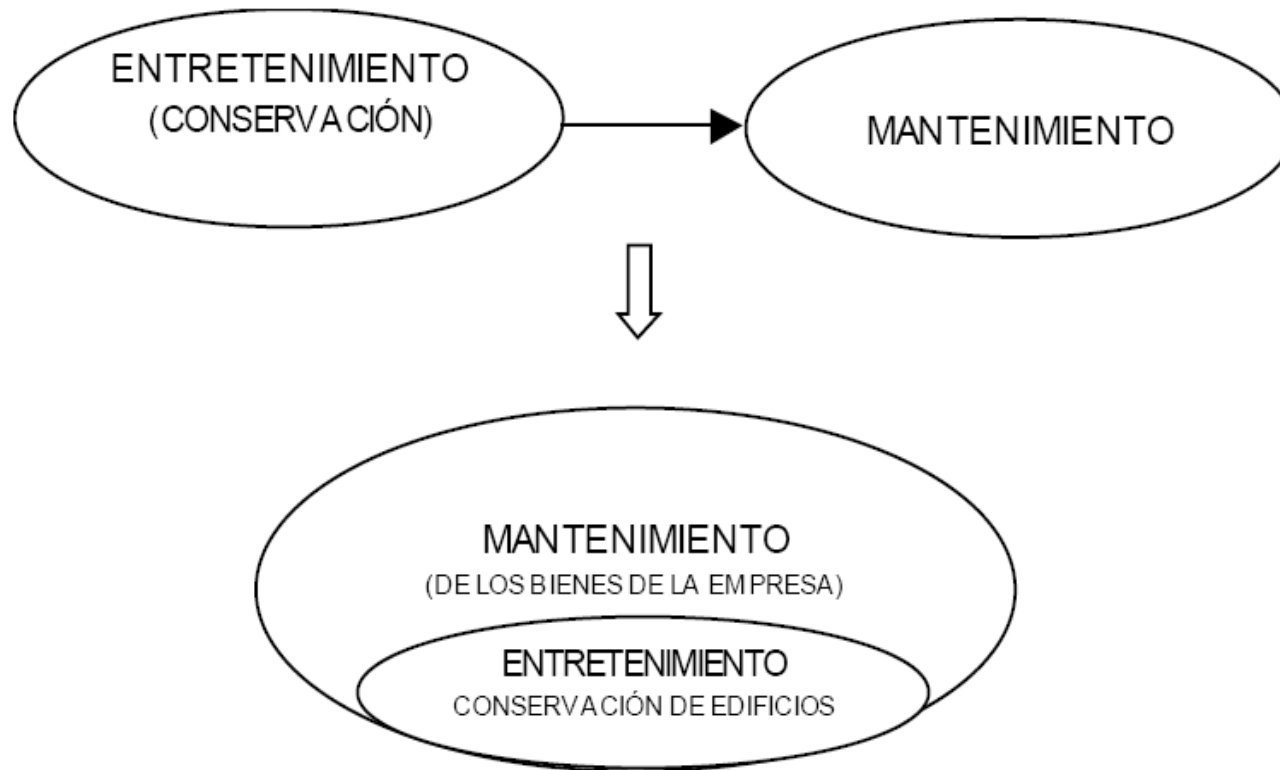 ENTRETENIMIENTO
(CONSERVACIÓN)
MANTENIMIENTO
MANTENIMIENTO
(DE LOS BIENES DE LA EMPRESA)
ENTRETENIMIENTO
CONSERVACIÓN DE EDIFICIOS